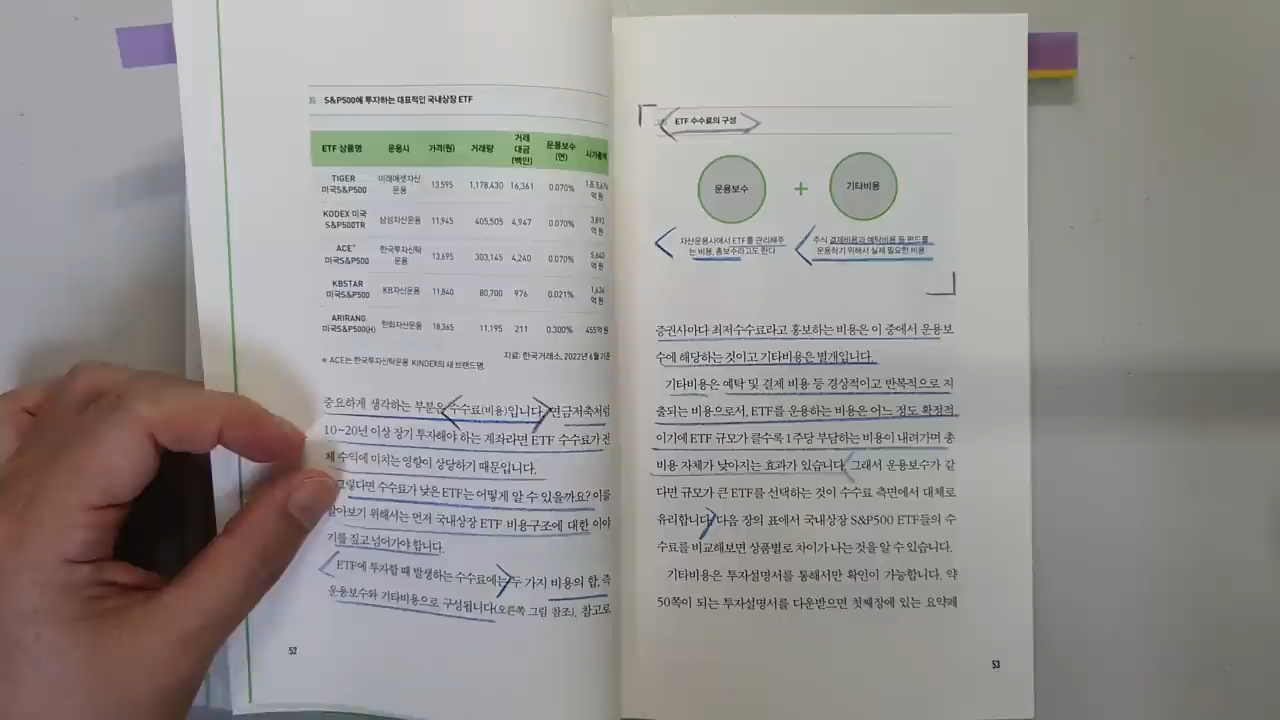 표 S&P500에 투자하는 대표적인 국내상장 ETF
ETF 상품명 운용사 가격(원) 거래량 거래대금(백만) 운용보수(연) 시가총액
TIGER 미국S&P500 미래에셋자산운용 13,595 1,178,430 16,361 0.070% 억 원
KODEX 미국S&P500TR 삼성자산운용 11,945 405,505 4,947 0.070% 억 원
ACE* 미국S&P500 한국투자신탁운용 13,695 303,145 4,240 0.070% 5,640억 원
KBSTAR 미국S&P500 KB자산운용 11,840 80,700 976 0.021% 1,634억 원
ARIRANG 미국S&P500(H) 한화자산운용 18,365 11,195 211 0.300% 455억 원
* ACE는 한국투자신탁운용 KINDEX의 새 브랜드명.
자료: 한국거래소, 2022년 6월 기준
중요하게 생각하는 부분은 수수료(비용)입니다. 연금저축처럼
10~20년 이상 장기 투자해야 하는 계좌라면 ETF 수수료가 전
체 수익에 미치는 영향이 상당하기 때문입니다.
그렇다면 수수료가 낮은 ETF는 어떻게 알 수 있을까요? 이를
알아보기 위해서는 먼저 국내상장 ETF 비용구조에 대한 이야
기를 짚고 넘어가야 합니다.
ETF에 투자할 때 발생하는 수수료에는 두 가지 비용의 합, 즉
운용보수와 기타비용으로 구성됩니다(오른쪽 그림 참조). 참고로
52
ETF 수수료의 구성
운용보수 + 기타비용
자산운용사에서 ETF를 관리해주
는 비용, 총보수라고도 한다
주식 결제비용과 예탁비용 등 펀드를
운용하기 위해서 실제 필요한 비용
증권사마다 최저수수료라고 홍보하는 비용은 이 중에서 운용보
수에 해당하는 것이고 기타비용은 별개입니다.
기타비용은 예탁 및 결제 비용 등 경상적이고 반복적으로 지
출되는 비용으로서, ETF를 운용하는 비용은 어느 정도 확정적
이기에 ETF 규모가 클수록 1주당 부담하는 비용이 내려가며 총
비용 자체가 낮아지는 효과가 있습니다. 그래서 운용보수가 같
다면 규모가 큰 ETF를 선택하는 것이 수수료 측면에서 대체로
유리합니다. 다음 장의 표에서 국내상장 S&P500 ETF들의 수
수료를 비교해보면 상품별로 차이가 나는 것을 알 수 있습니다.
기타비용은 투자설명서를 통해서만 확인이 가능합니다. 약
50쪽이 되는 투자설명서를 다운받으면 첫째장에 있는 요약페
53